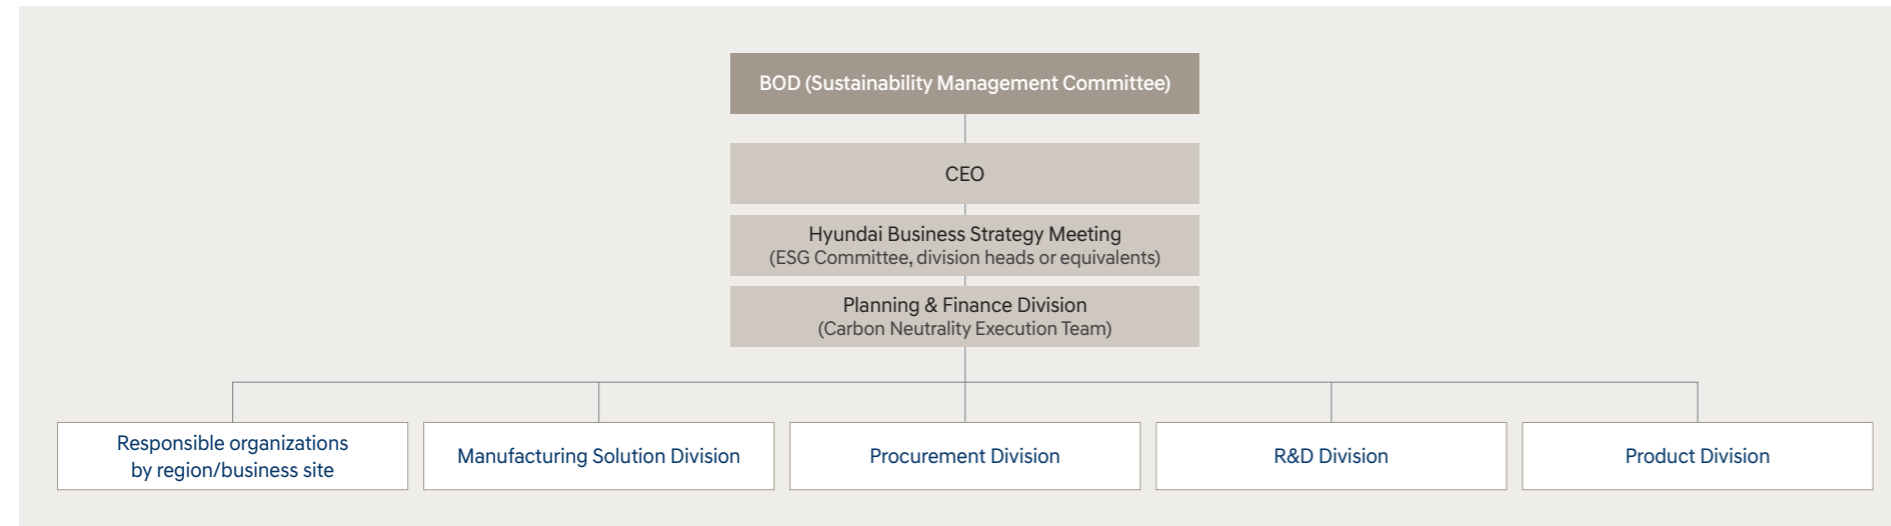 BOD (Sustainability Management Committee)
CEO
Hyundai Business Strategy Meeting
(ESG Committee, division heads or equivalents)
Planning & Finance Division
(Carbon Neutrality Execution Team)
Responsible organizations
by region/business site
Manufacturing Solution Division
Procurement Division
R&D Division
Product Division